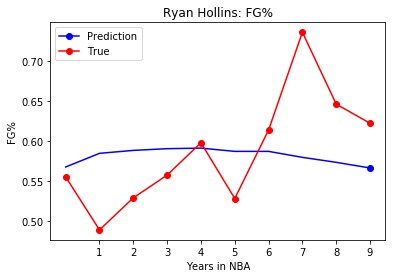 Ryan Hollins: FG%
Prediction
True
FG%
0.70
0.65
0.60
0.55
0.50
1 2 3 4 5 6 7 8 9
Years in NBA